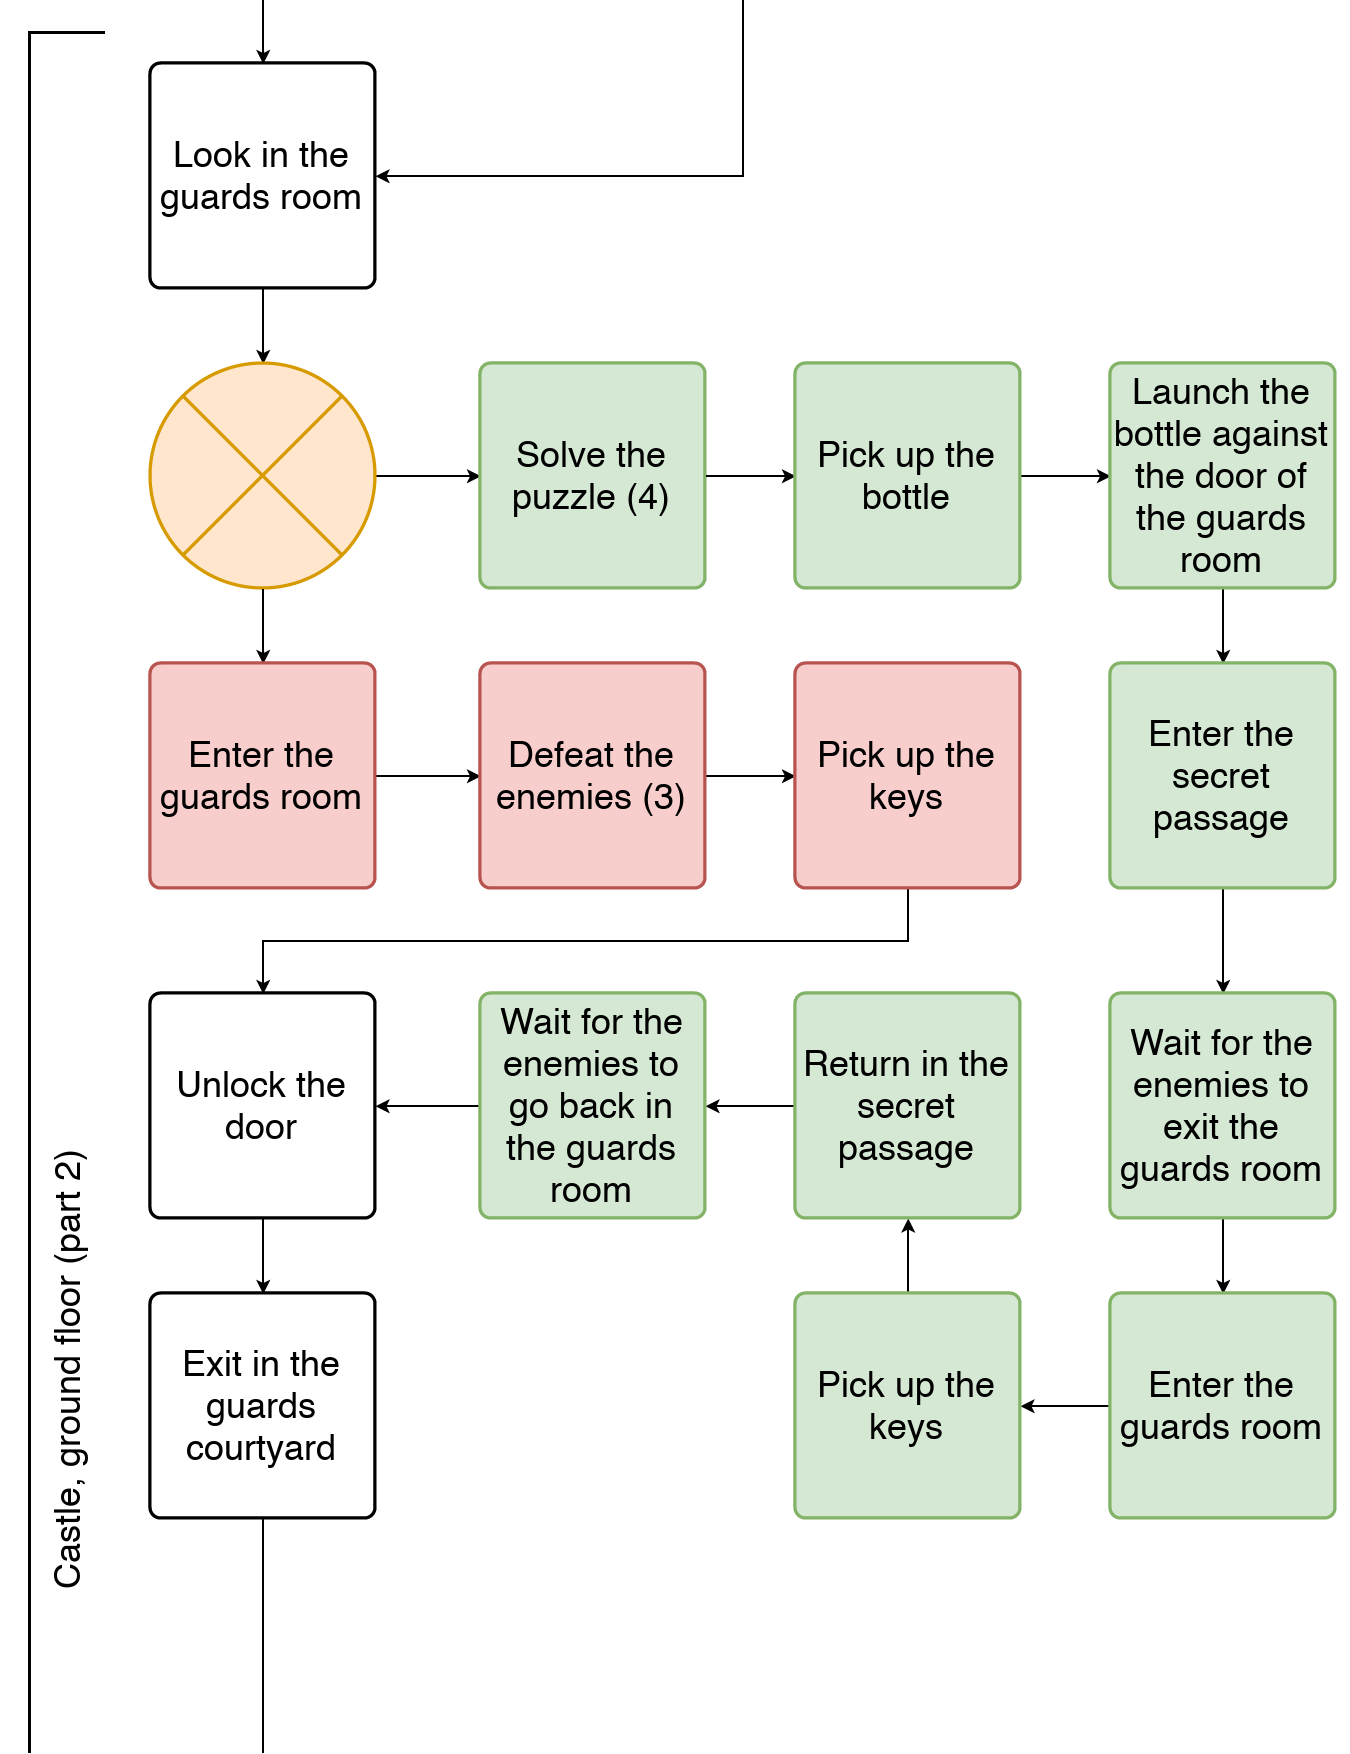 Look in the
guards room
Solve the
puzzle (4)
Pick up the
bottle
Launch the
bottle against
the door of
the guards
room
Enter the
guards room
Defeat the
enemies (3)
Pick up the
keys
Enter the
secret
passage
Unlock the
door
Wait for the
enemies to
go back in
the guards
room
Return in the
secret
passage
Wait for the
enemies to
exit the
guards room
Exit in the
guards
courtyard
Pick up the
keys
Enter the
guards room
Castle, ground floor (part 2)